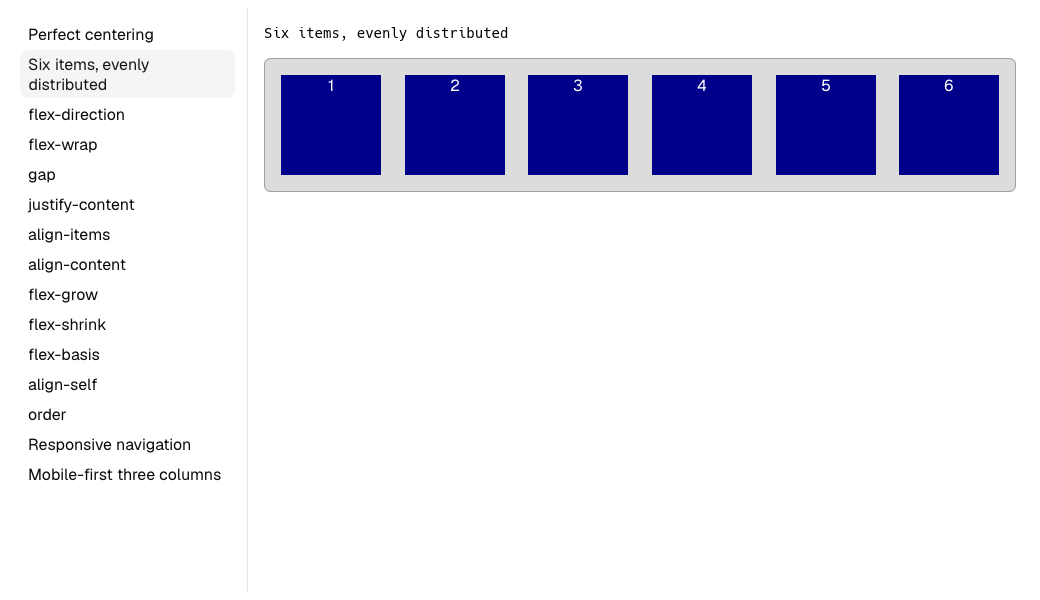 Perfect centering
Six items, evenly
distributed
flex-direction
flex-wrap
gap
justify-content
align-items
align-content
flex-grow
flex-shrink
flex-basis
align-self
order
Responsive navigation
Mobile-first three columns
Six items, evenly distributed
1 2 3 4 5 6